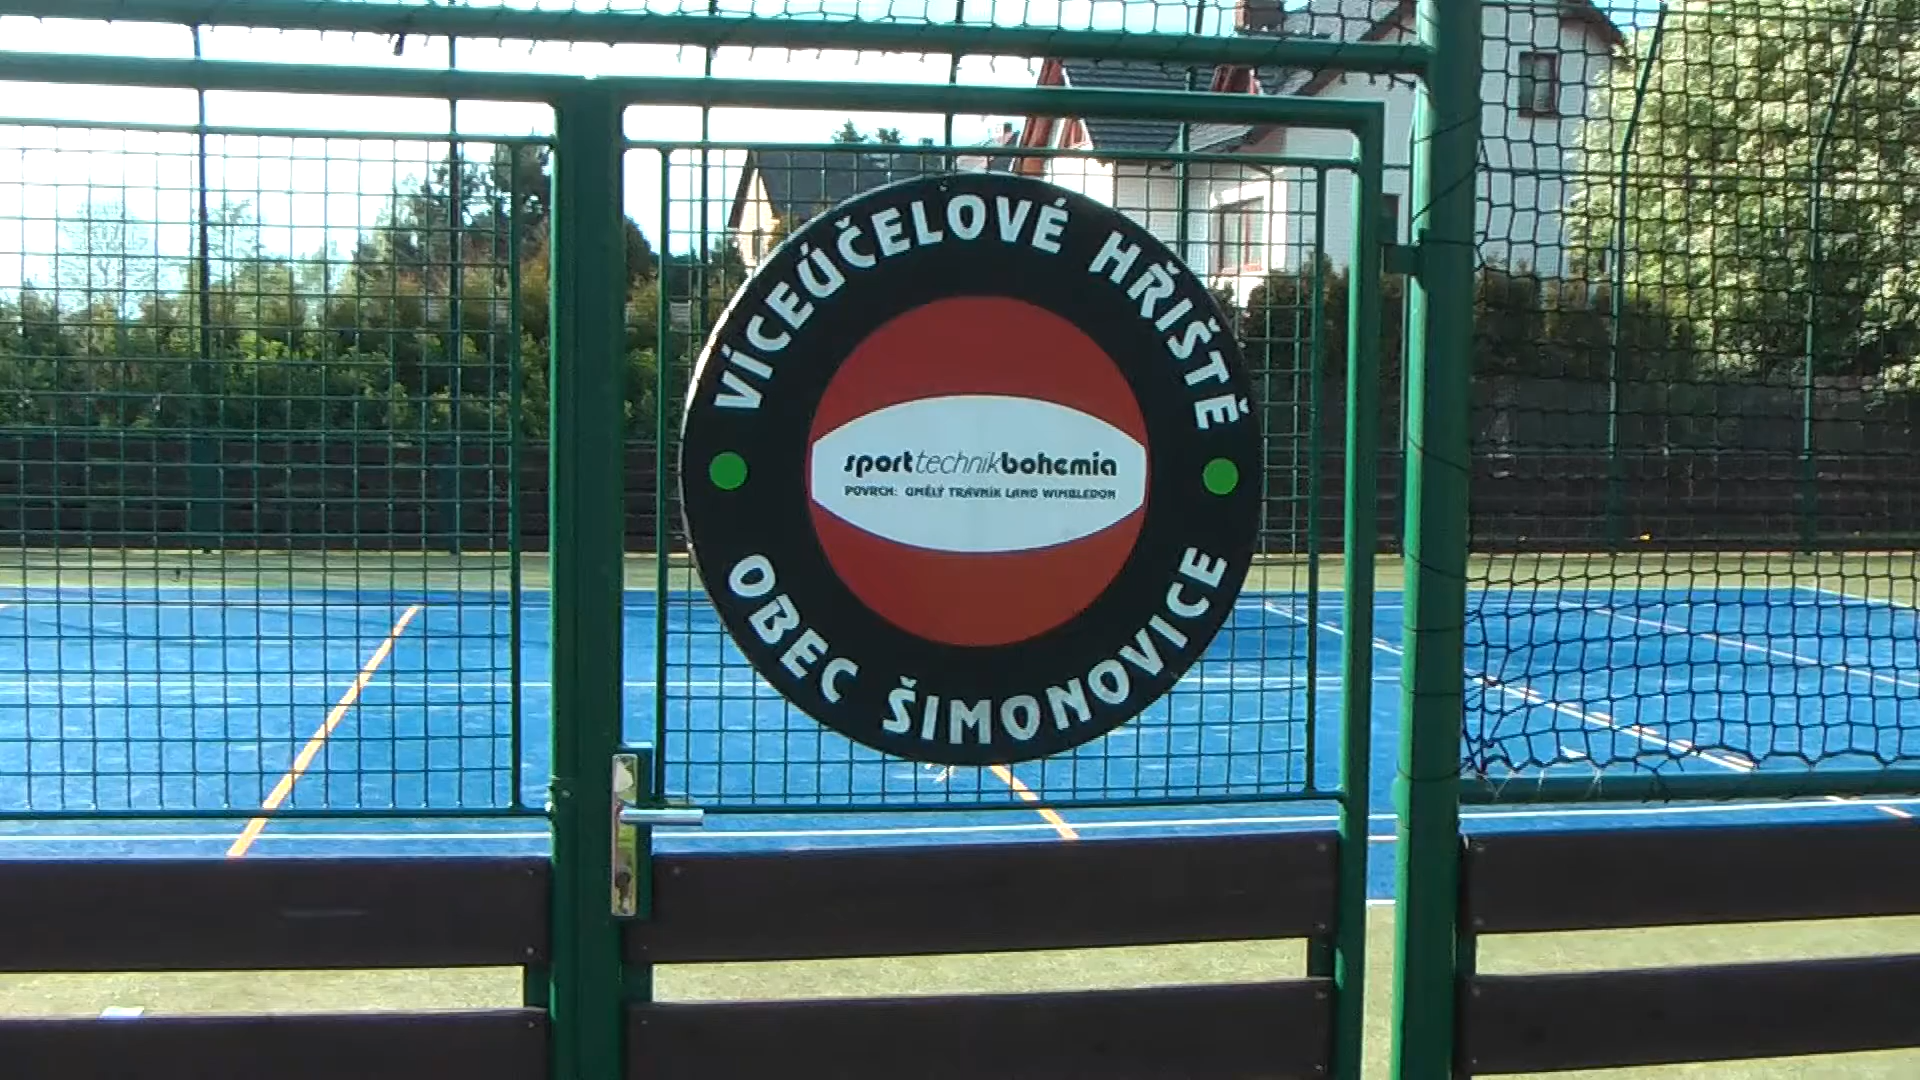 VÍCEÚČELOVÉ HŘIŠTĚ
sporttechnikbohemia
POVRCH: UMĚLÝ TRÁVNÍK LANO WIMBLEDON
OBEC ŠIMONOVICE